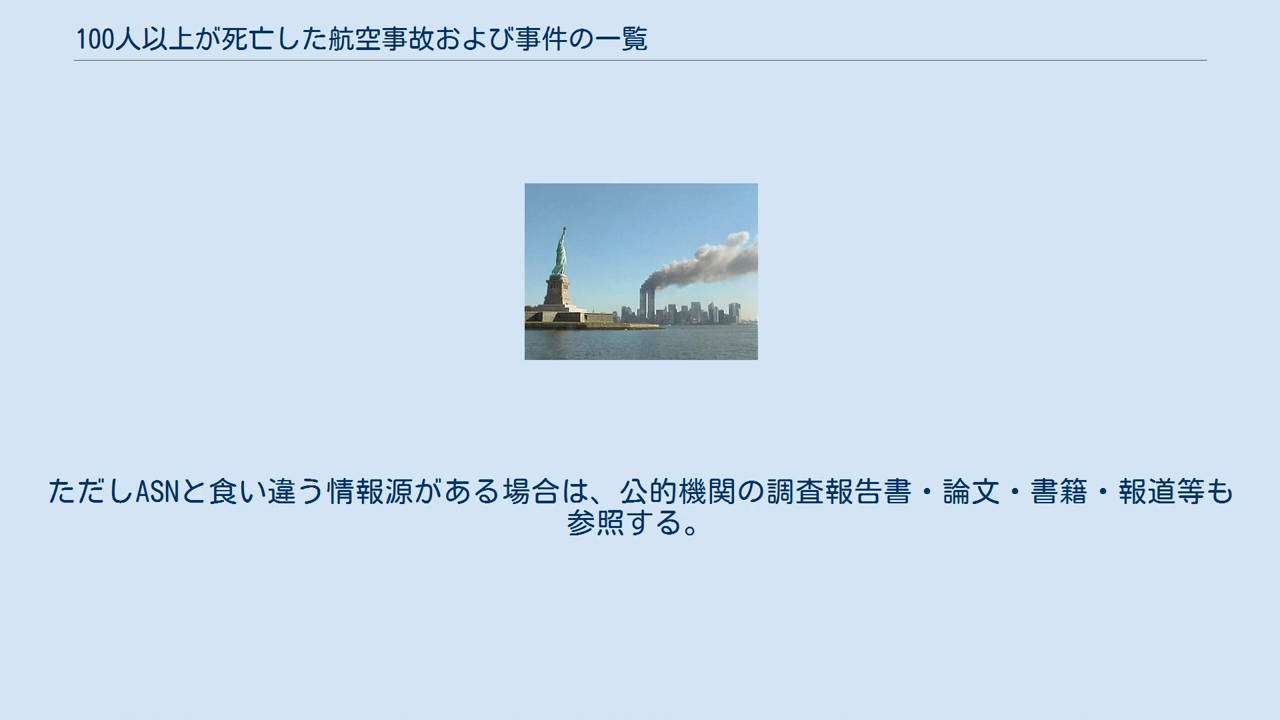 100人以上が死亡した航空事故および事件の一覧
ただしASNと食い違う情報源がある場合は、公的機関の調査報告書・論文・書籍・報道等も
参照する。